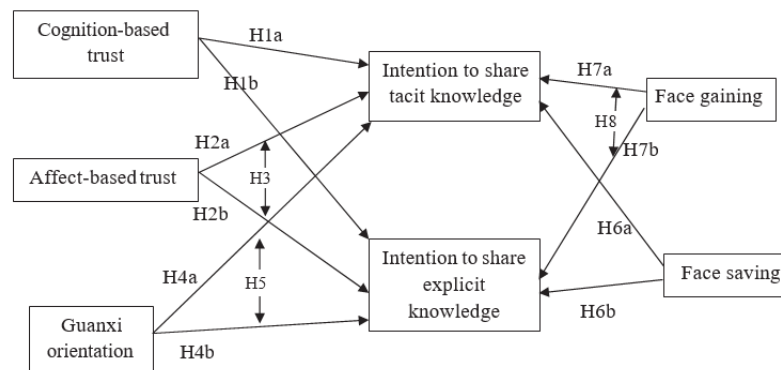 Cognition-based
trust
H1a
H1b
Intention to share
tacit knowledge
H7a
Face gaining
H8
H7b
H2a
Affect-based trust
H3
H2b
H6a
H4a
H5
Intention to share
explicit
knowledge
Face saving
H6b
Guanxi
orientation
H4b